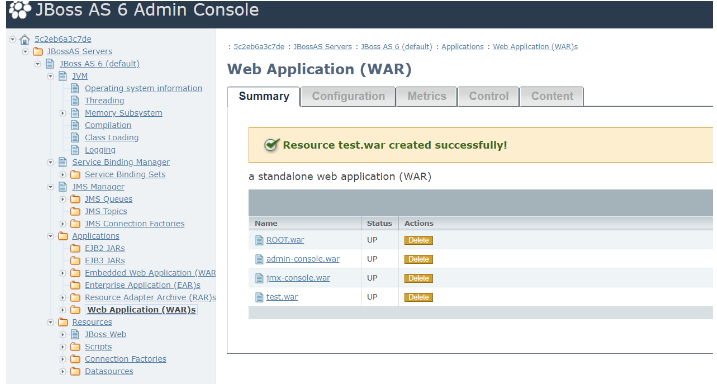 JBoss AS 6 Admin Console
5c2eb6a3c7de
JBossAS Servers
JBoss AS 6 (default)
JVM
Operating system information
Threading
Memory Subsystem
Compilation
Class Loading
Logging
Service Binding Manager
Service Binding Sets
JMS Manager
JMS Queues
JMS Topics
JMS Connection Factories
Applications
EJB2 JARs
EJB3 JARs
Embedded Web Application (WAR
Enterprise Application (EAR)s
Resource Adapter Archive (RAR)s
Web Application (WAR)s
Resources
JBoss Web
Scripts
Connection Factories
Datasources
: 5c2eb6a3c7de : JBossAS Servers : JBoss AS 6 (default) : Applications : Web Application (WAR)s
Web Application (WAR)
Summary Configuration Metrics Control Content
Resource test.war created successfully!
a standalone web application (WAR)
Name Status Actions
ROOT.war UP Delete
admin-console.war UP Delete
jmx-console.war UP Delete
test.war UP Delete